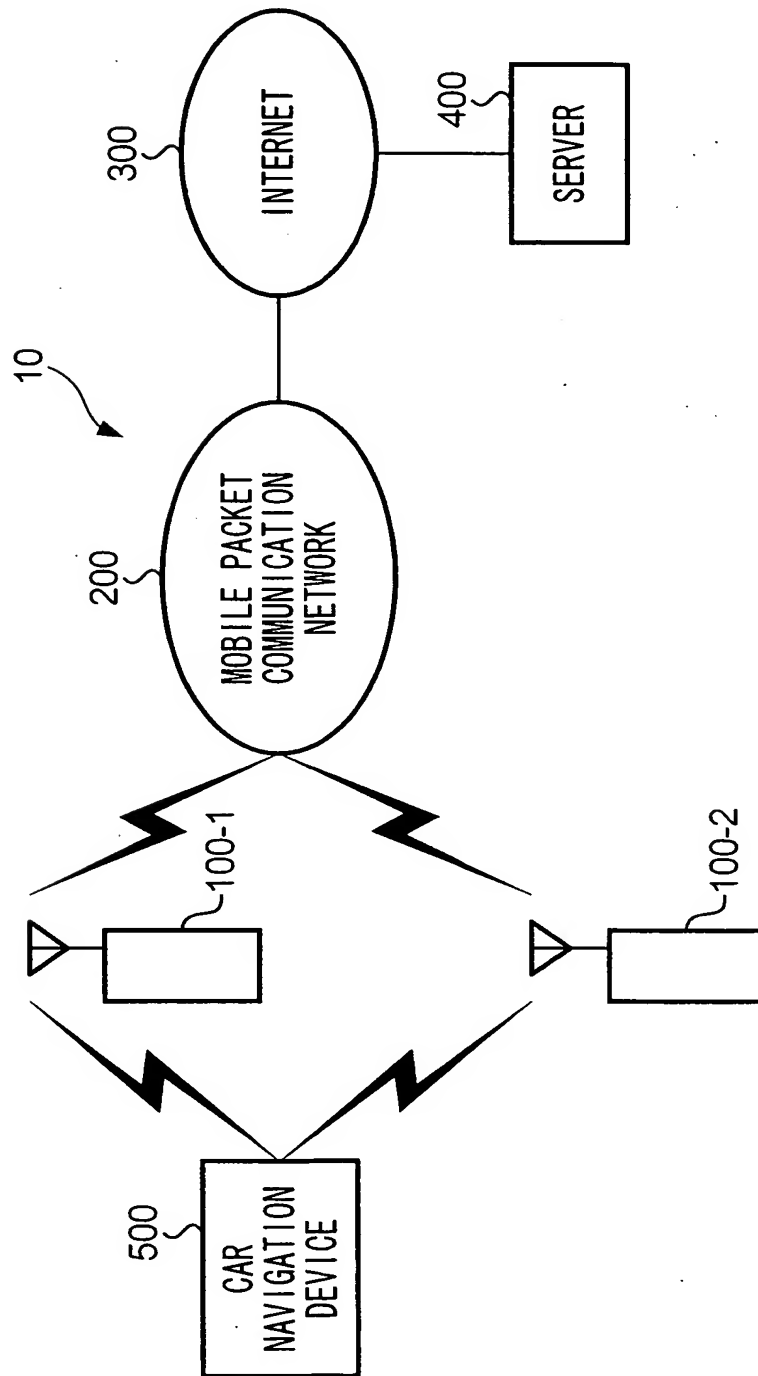 10
500
CAR
NAVIGATION
DEVICE
100-1
100-2
200
MOBILE PACKET
COMMUNICATION
NETWORK
300
INTERNET
400
SERVER